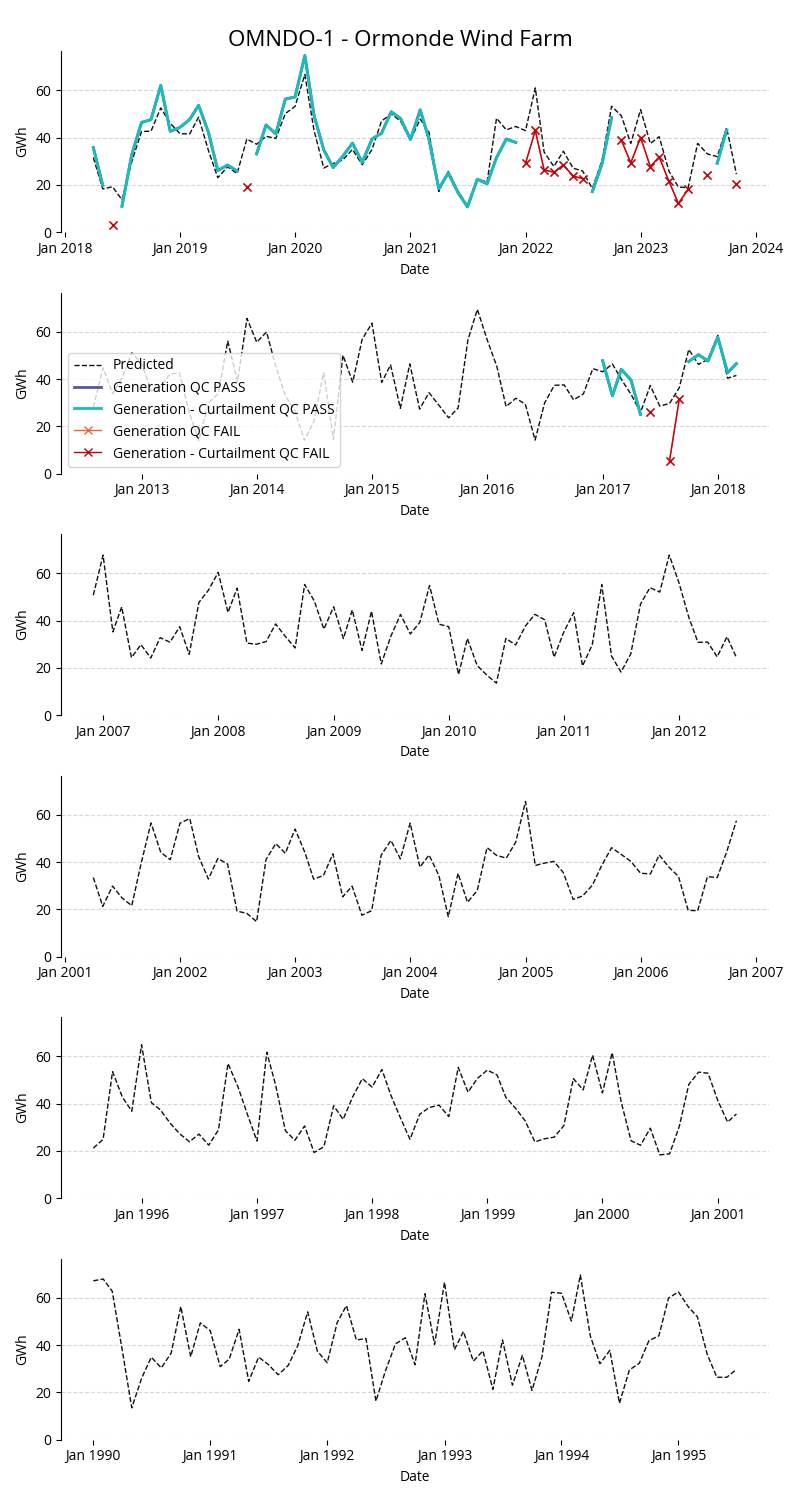 OMNDO-1 - Ormonde Wind Farm
60
40
20
0
GWh
Jan 2018 Jan 2019 Jan 2020 Jan 2021 Jan 2022 Jan 2023 Jan 2024
Date
60
40
20
0
GWh
Predicted
Generation QC PASS
Generation - Curtailment QC PASS
Generation QC FAIL
Generation - Curtailment QC FAIL
Jan 2013 Jan 2014 Jan 2015 Jan 2016 Jan 2017 Jan 2018
Date
60
40
20
0
GWh
Jan 2007 Jan 2008 Jan 2009 Jan 2010 Jan 2011 Jan 2012
Date
60
40
20
0
GWh
Jan 2001 Jan 2002 Jan 2003 Jan 2004 Jan 2005 Jan 2006 Jan 2007
Date
60
40
20
0
GWh
Jan 1996 Jan 1997 Jan 1998 Jan 1999 Jan 2000 Jan 2001
Date
60
40
20
0
GWh
Jan 1990 Jan 1991 Jan 1992 Jan 1993 Jan 1994 Jan 1995
Date